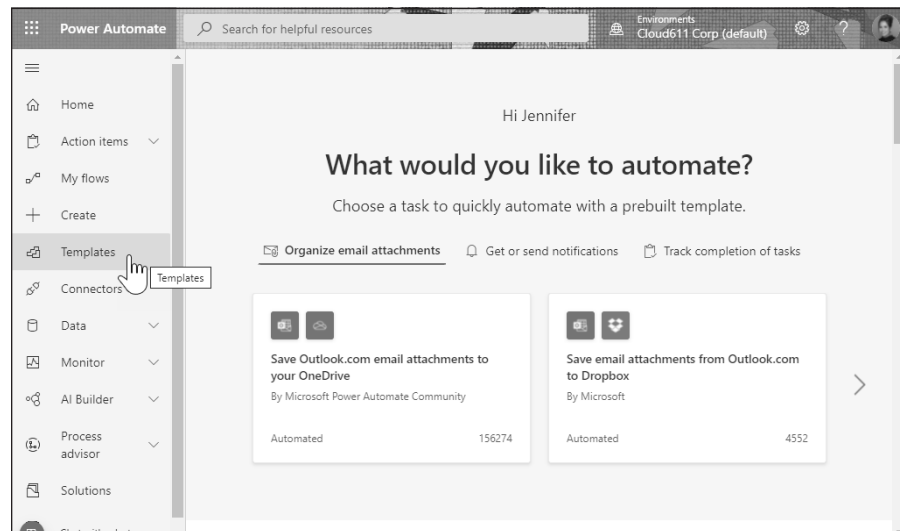 Power Automate
Search for helpful resources
Environments
Cloud611 Corp (default)
?
Home
Action items
My flows
Create
Templates
Templates
Connectors
Data
Monitor
AI Builder
Process
advisor
Solutions
Hi Jennifer
What would you like to automate?
Choose a task to quickly automate with a prebuilt template.
Organize email attachments
Get or send notifications
Track completion of tasks
Save Outlook.com email attachments to
your OneDrive
By Microsoft Power Automate Community
Automated
156274
Save email attachments from Outlook.com
to Dropbox
By Microsoft
Automated
4552